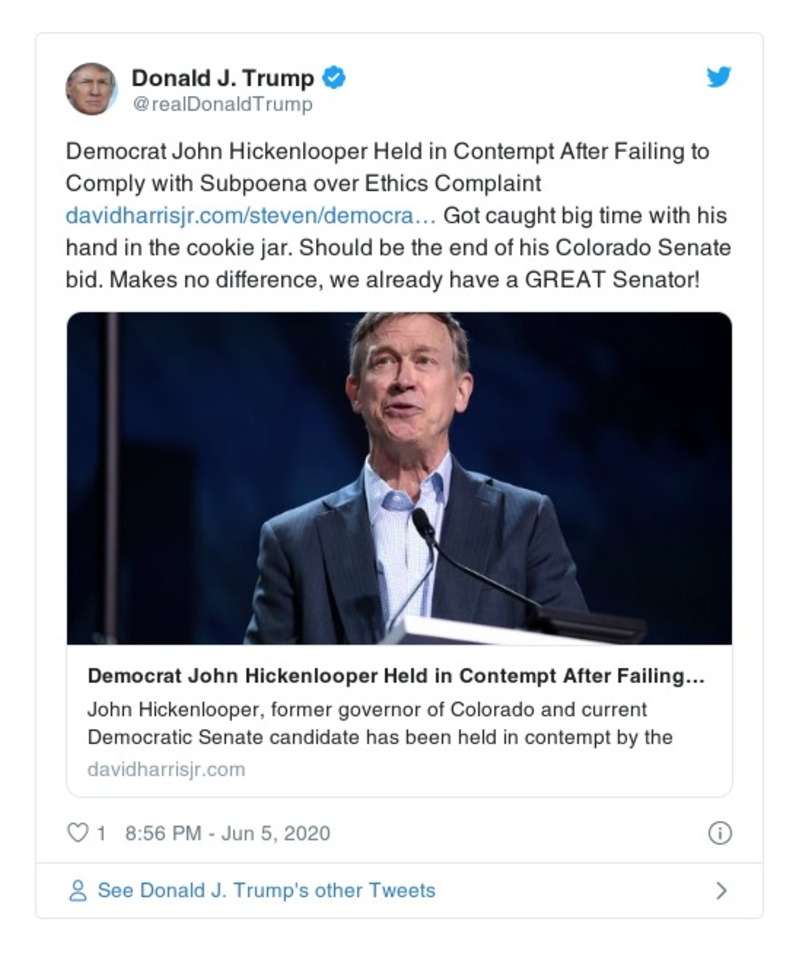 Donald J. Trump
@realDonaldTrump
Democrat John Hickenlooper Held in Contempt After Failing to
Comply with Subpoena over Ethics Complaint
davidharrisjr.com/steven/democra… Got caught big time with his
hand in the cookie jar. Should be the end of his Colorado Senate
bid. Makes no difference, we already have a GREAT Senator!
Democrat John Hickenlooper Held in Contempt After Failing…
John Hickenlooper, former governor of Colorado and current
Democratic Senate candidate has been held in contempt by the
davidharrisjr.com
1 8:56 PM - Jun 5, 2020
See Donald J. Trump's other Tweets